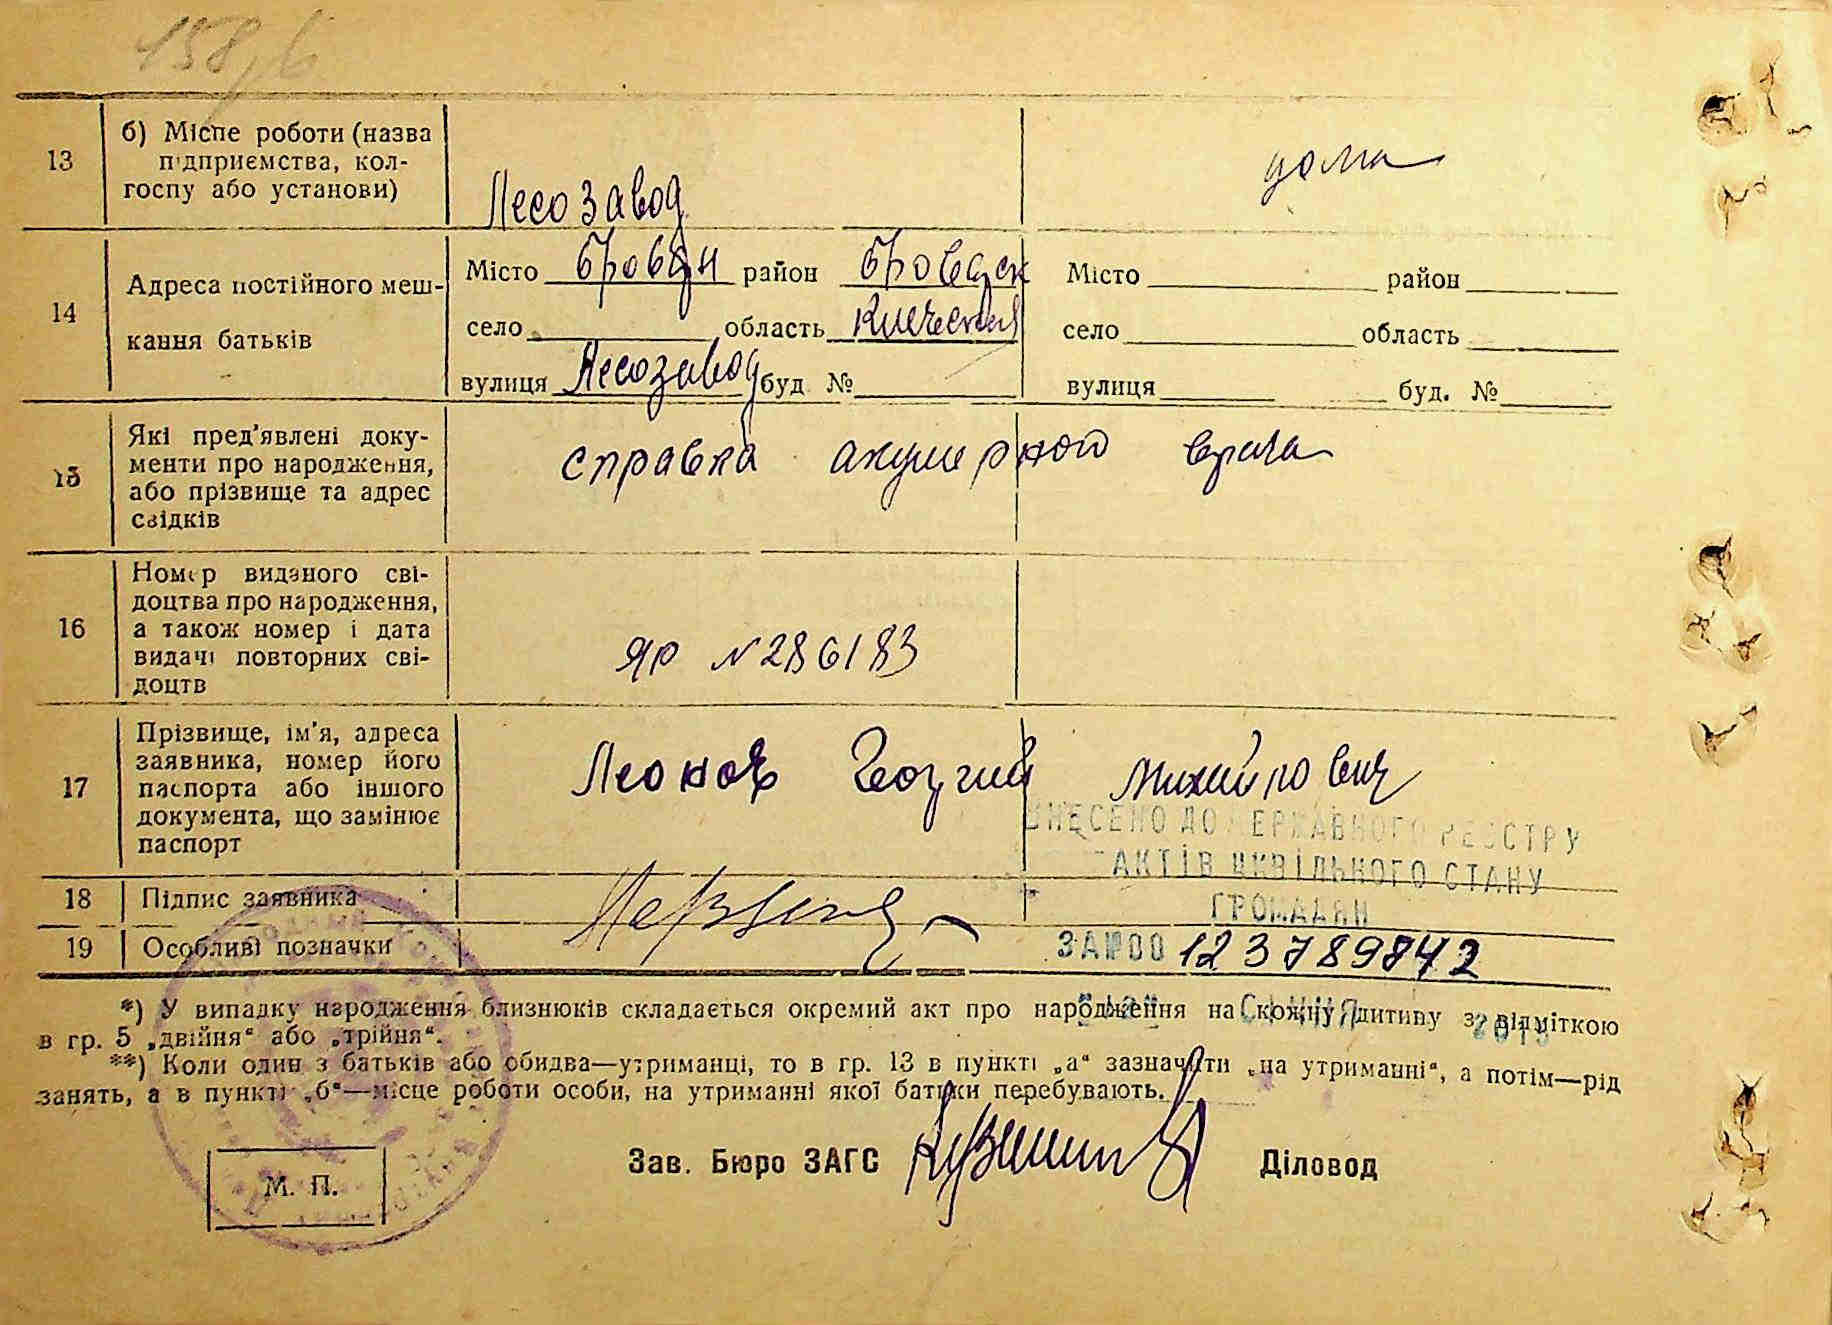 158/6
13
б) Місце роботи (назва
підприємства, кол-
госпу або установи)
Лесозавод
дома
14
Адреса постійного меш-
кання батьків
Місто Бровари район Броварск
село область Киевская
вулиця Лесозавод буд №
Місто район
село область
вулиця буд. №
15
Які пред'явлені доку-
менти про народження,
або прізвище та адрес
свідків
справка акушерного врача
16
Номер виданого сві-
доцтва про народження,
а також номер і дата
видачі повторних сві-
доцтв
ЯР N 286183
17
Прізвище, ім'я, адреса
заявника, номер його
паспорта або іншого
документа, що замінює
паспорт
Леонов Георгий Михайлович
ВНЕСЕНО ДО ДЕРЖАВНОГО РЕЄСТРУ
АКТІВ ЦИВІЛЬНОГО СТАНУ
ГРОМАДЯН
18
Підпис заявника
19
Особливі позначки
ЗА №00 123789842
*) У випадку народження близнюків складається окремий акт про народження на кожну дитину з відміткою
в гр. 5 „двійня“ або „трійня“.
**) Коли один з батьків або обидва—утриманці, то в гр. 13 в пункті „а“ зазначати „на утриманні“, а потім—рід
занять, а в пункті „б“—місце роботи особи, на утриманні якої батьки перебувають.
Зав. Бюро ЗАГС
Діловод
М. П.